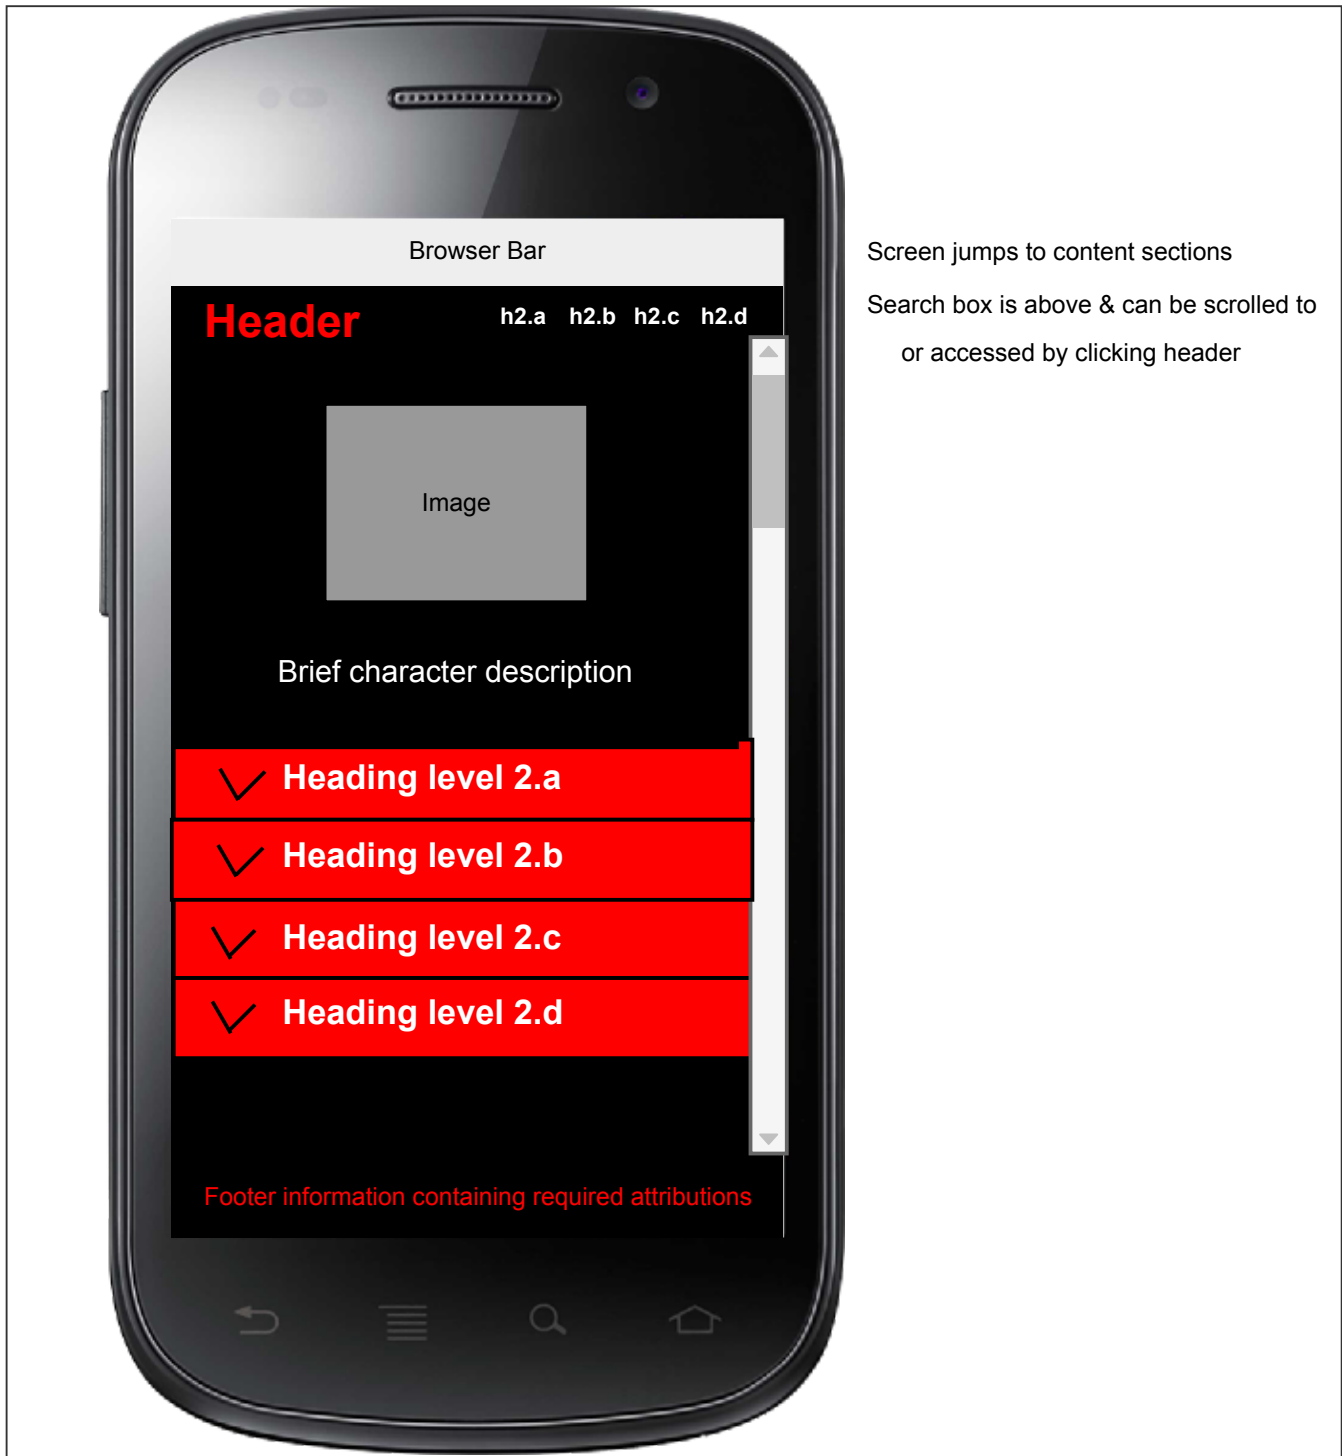 Browser Bar
Header
h2.a h2.b h2.c h2.d
Image
Brief character description
Heading level 2.a
Heading level 2.b
Heading level 2.c
Heading level 2.d
Footer information containing required attributions
Screen jumps to content sections
Search box is above & can be scrolled to
or accessed by clicking header